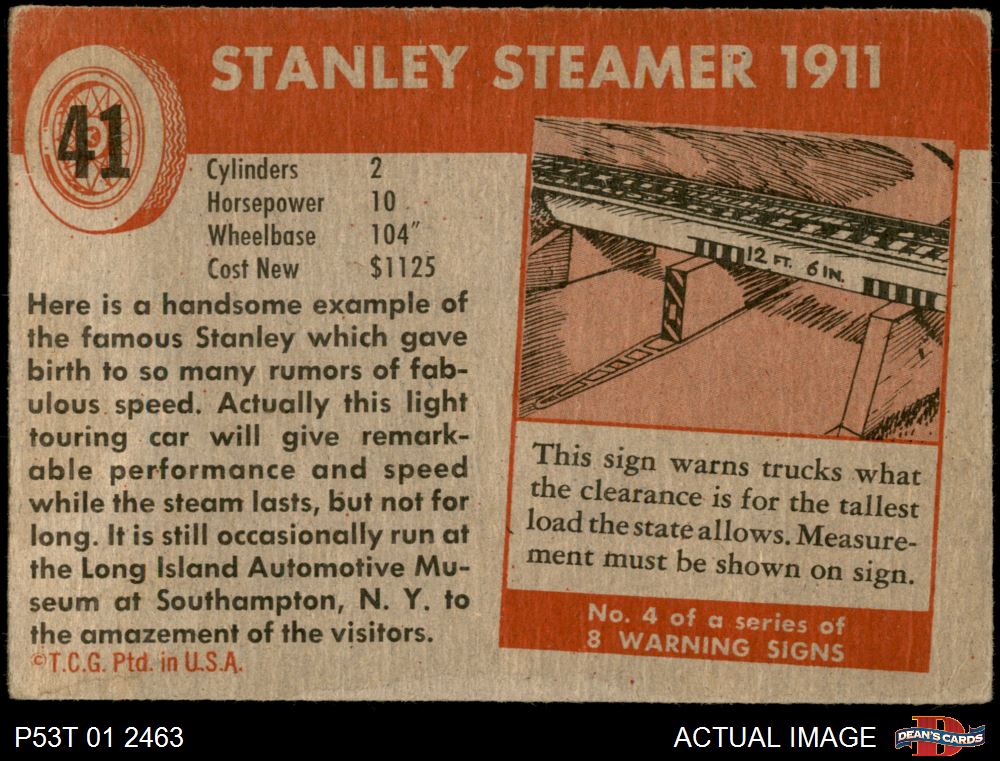 STANLEY STEAMER 1911
41
Cylinders 2
Horsepower 10
Wheelbase 104"
Cost New $1125
Here is a handsome example of
the famous Stanley which gave
birth to so many rumors of fab-
ulous speed. Actually this light
touring car will give remark-
able performance and speed
while the steam lasts, but not for
long. It is still occasionally run at
the Long Island Automotive Mu-
seum at Southampton, N. Y. to
the amazement of the visitors.
©T.C.G. Ptd. in U.S.A.
12 FT. 6 IN.
This sign warns trucks what
the clearance is for the tallest
load the state allows. Measure-
ment must be shown on sign.
No. 4 of a series of
8 WARNING SIGNS
P53T 01 2463
ACTUAL IMAGE
D
DEAN'S CARDS